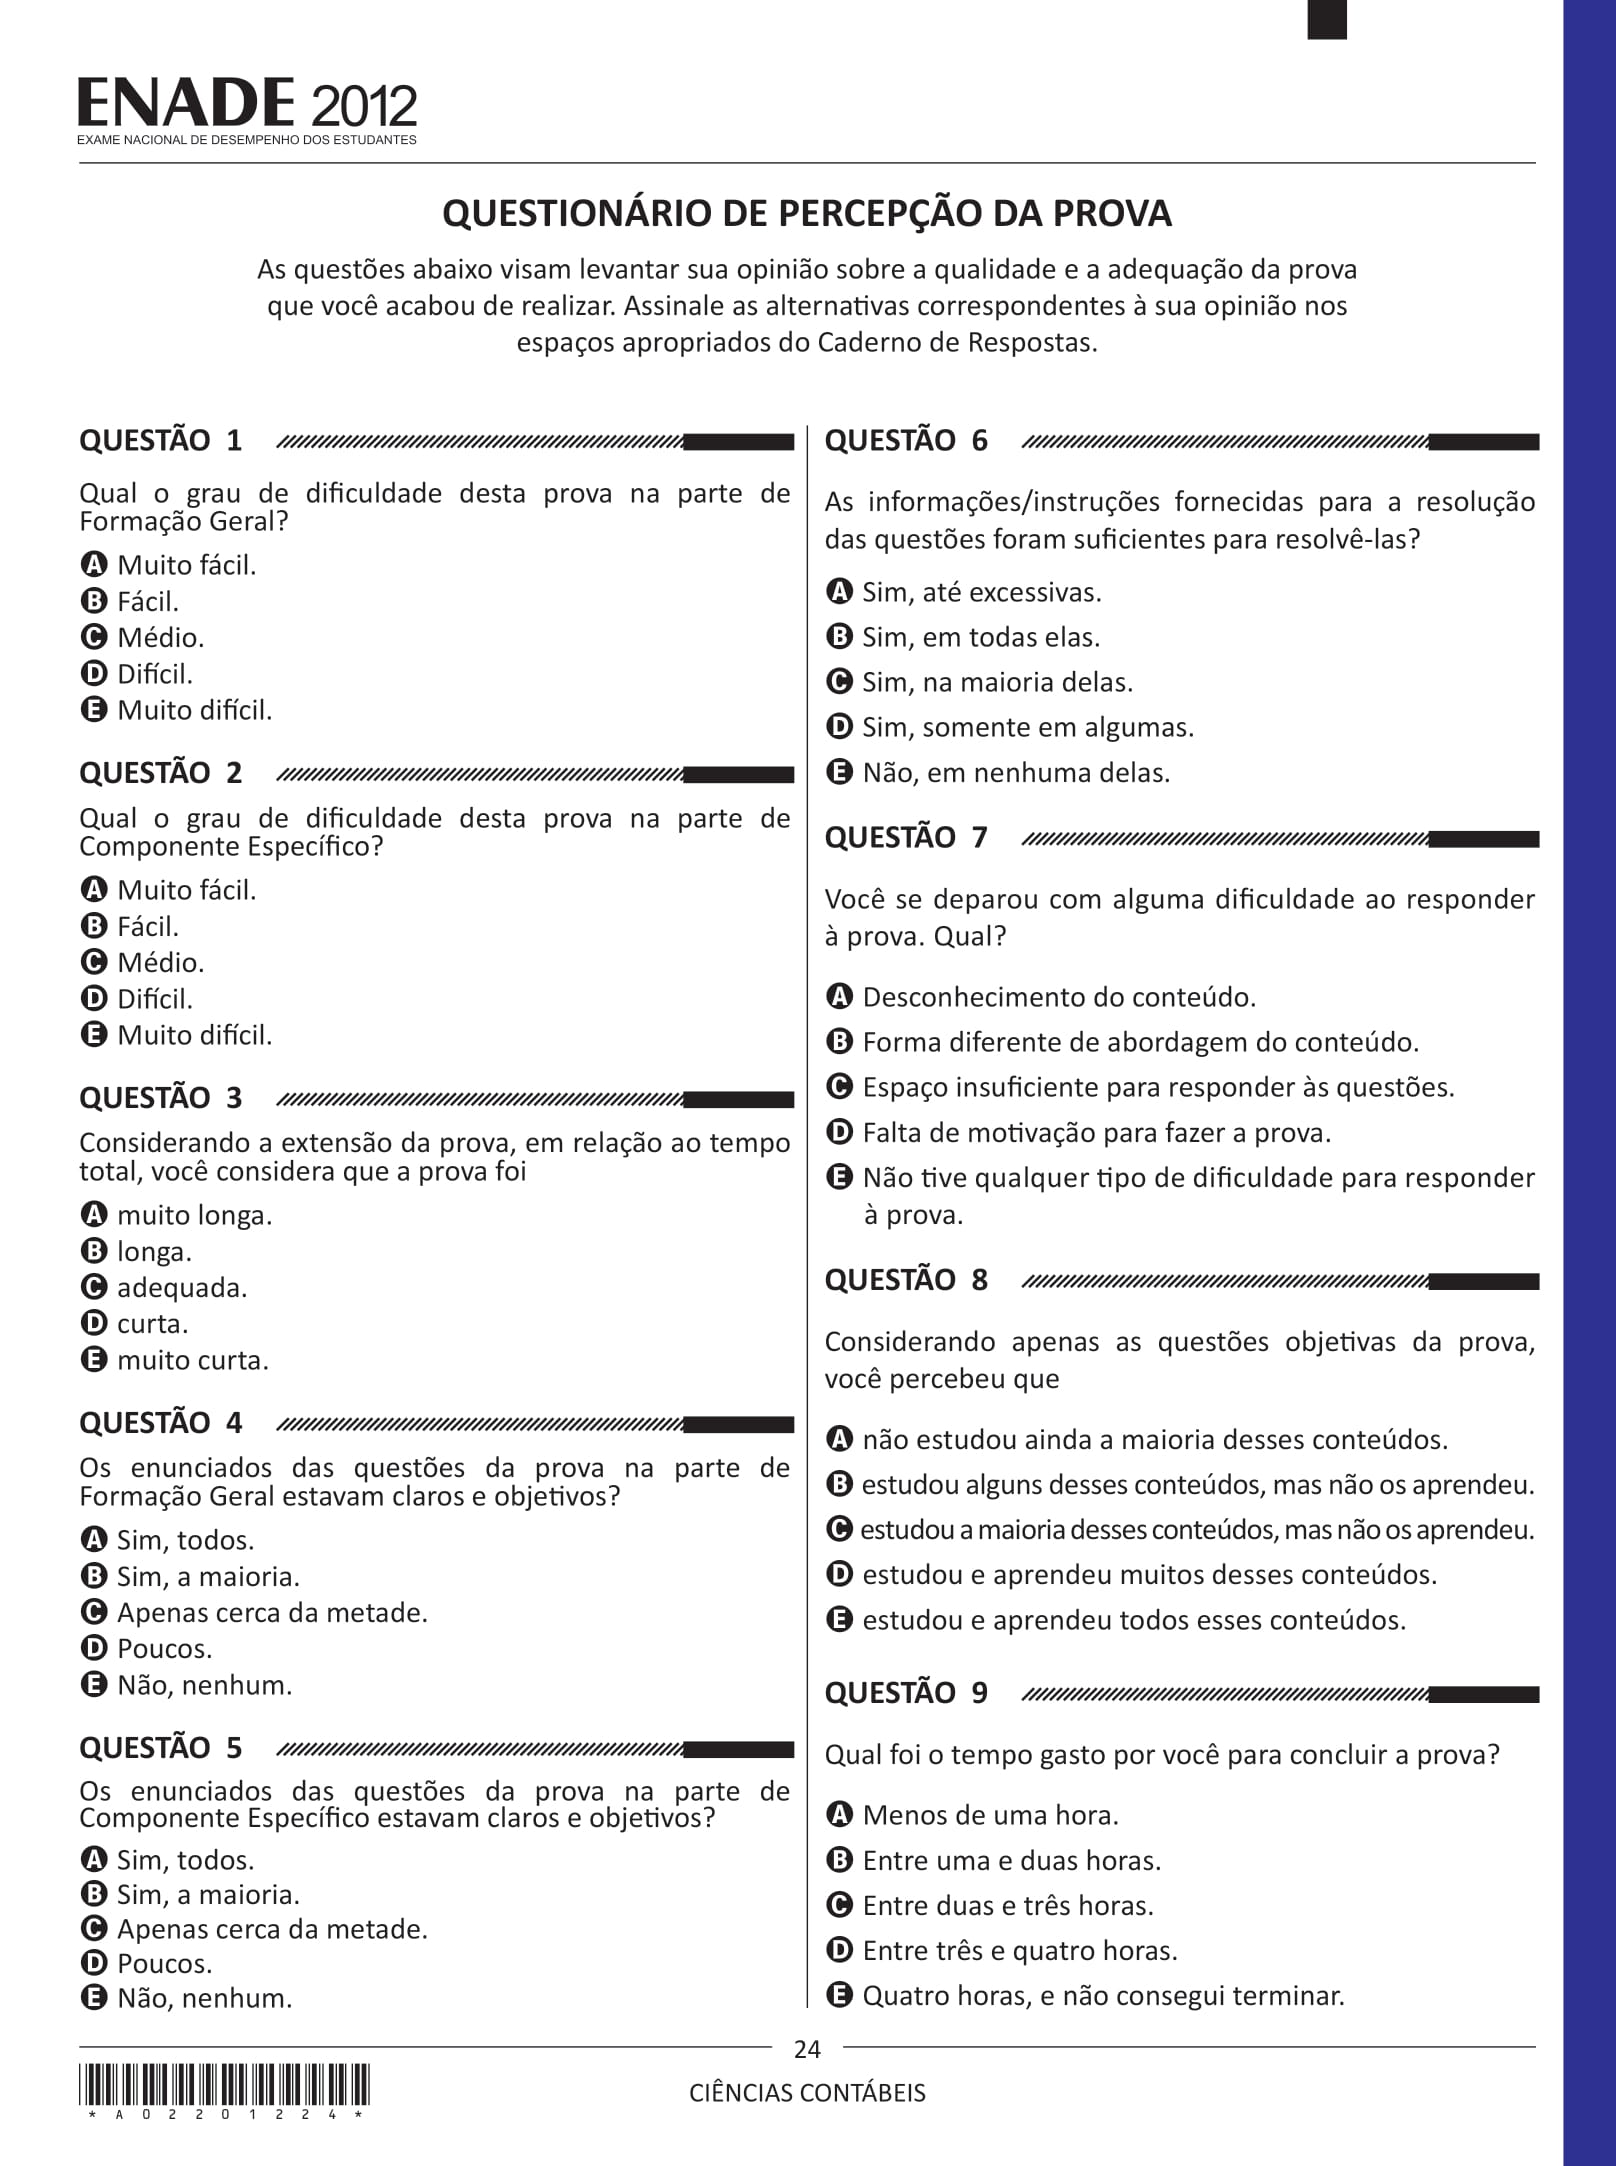 ENADE 2012
EXAME NACIONAL DE DESEMPENHO DOS ESTUDANTES
QUESTIONÁRIO DE PERCEPÇÃO DA PROVA
As questões abaixo visam levantar sua opinião sobre a qualidade e a adequação da prova
que você acabou de realizar. Assinale as alternativas correspondentes à sua opinião nos
espaços apropriados do Caderno de Respostas.
QUESTÃO 1
Qual o grau de dificuldade desta prova na parte de
Formação Geral?
A Muito fácil.
B Fácil.
C Médio.
D Difícil.
E Muito difícil.
QUESTÃO 2
Qual o grau de dificuldade desta prova na parte de
Componente Específico?
A Muito fácil.
B Fácil.
C Médio.
D Difícil.
E Muito difícil.
QUESTÃO 3
Considerando a extensão da prova, em relação ao tempo
total, você considera que a prova foi
A muito longa.
B longa.
C adequada.
D curta.
E muito curta.
QUESTÃO 4
Os enunciados das questões da prova na parte de
Formação Geral estavam claros e objetivos?
A Sim, todos.
B Sim, a maioria.
C Apenas cerca da metade.
D Poucos.
E Não, nenhum.
QUESTÃO 5
Os enunciados das questões da prova na parte de
Componente Específico estavam claros e objetivos?
A Sim, todos.
B Sim, a maioria.
C Apenas cerca da metade.
D Poucos.
E Não, nenhum.
QUESTÃO 6
As informações/instruções fornecidas para a resolução
das questões foram suficientes para resolvê-las?
A Sim, até excessivas.
B Sim, em todas elas.
C Sim, na maioria delas.
D Sim, somente em algumas.
E Não, em nenhuma delas.
QUESTÃO 7
Você se deparou com alguma dificuldade ao responder
à prova. Qual?
A Desconhecimento do conteúdo.
B Forma diferente de abordagem do conteúdo.
C Espaço insuficiente para responder às questões.
D Falta de motivação para fazer a prova.
E Não tive qualquer tipo de dificuldade para responder
à prova.
QUESTÃO 8
Considerando apenas as questões objetivas da prova,
você percebeu que
A não estudou ainda a maioria desses conteúdos.
B estudou alguns desses conteúdos, mas não os aprendeu.
C estudou a maioria desses conteúdos, mas não os aprendeu.
D estudou e aprendeu muitos desses conteúdos.
E estudou e aprendeu todos esses conteúdos.
QUESTÃO 9
Qual foi o tempo gasto por você para concluir a prova?
A Menos de uma hora.
B Entre uma e duas horas.
C Entre duas e três horas.
D Entre três e quatro horas.
E Quatro horas, e não consegui terminar.
24
CIÊNCIAS CONTÁBEIS
* A 0 2 2 0 1 2 2 4 *